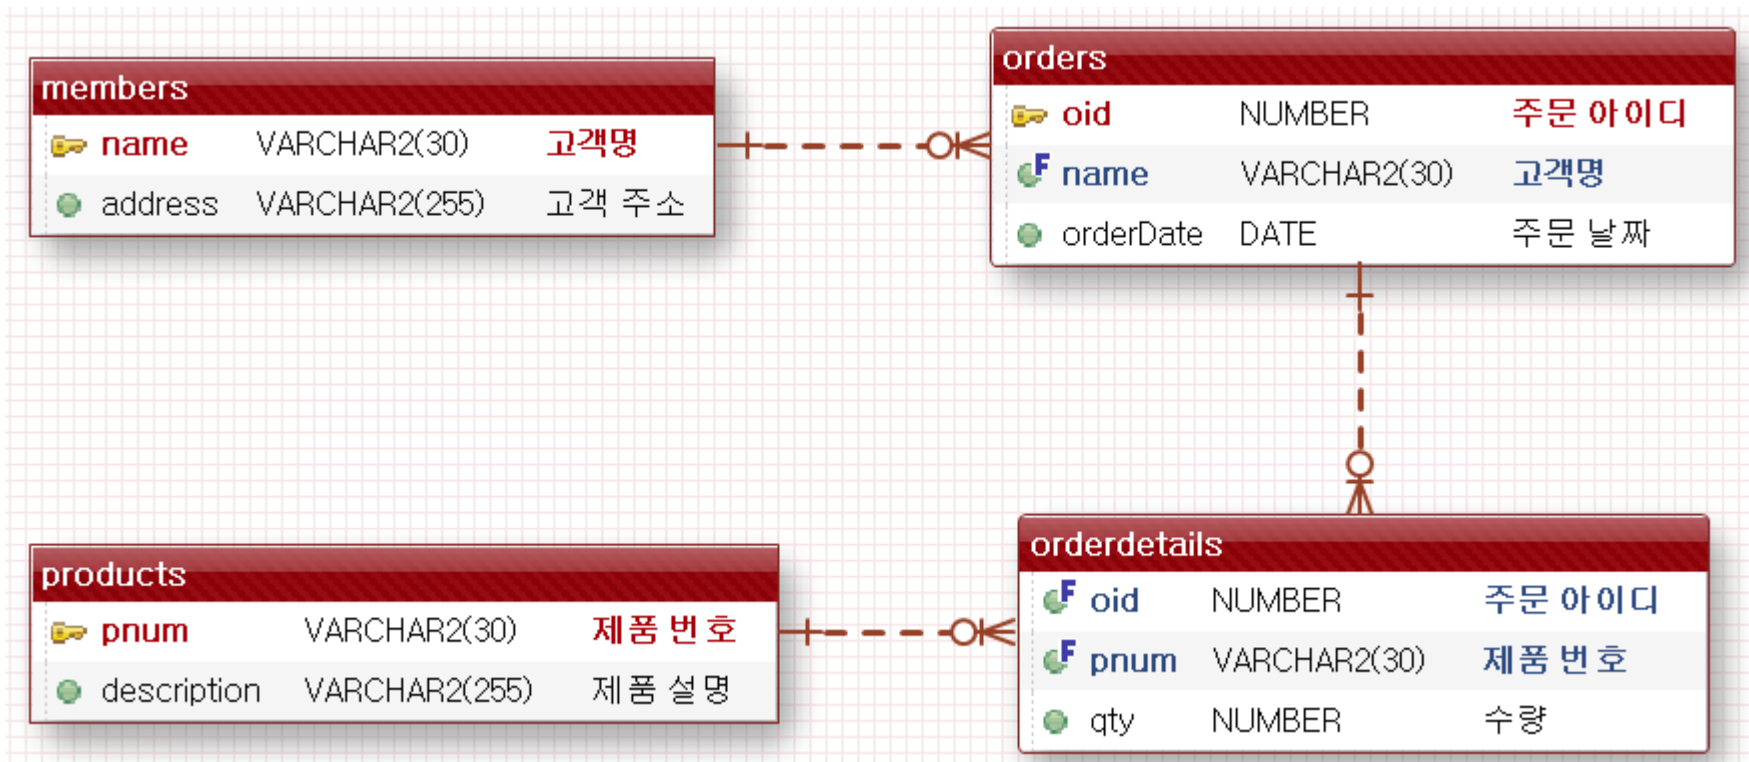 members
name VARCHAR2(30) 고객명
address VARCHAR2(255) 고객 주소
orders
oid NUMBER 주문 아이디
F name VARCHAR2(30) 고객명
orderDate DATE 주문 날짜
products
pnum VARCHAR2(30) 제품 번호
description VARCHAR2(255) 제품 설명
orderdetails
F oid NUMBER 주문 아이디
F pnum VARCHAR2(30) 제품 번호
qty NUMBER 수량